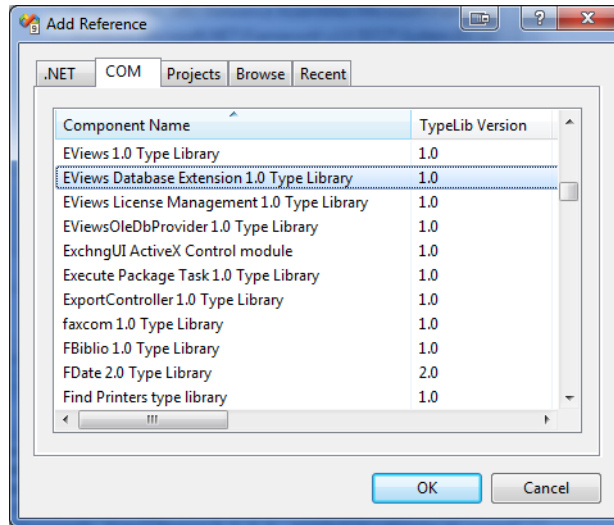 Add Reference
.NET COM Projects Browse Recent
Component Name TypeLib Version
EViews 1.0 Type Library 1.0
EViews Database Extension 1.0 Type Library 1.0
EViews License Management 1.0 Type Library 1.0
EViewsOleDbProvider 1.0 Type Library 1.0
ExchngUI ActiveX Control module 1.0
Execute Package Task 1.0 Type Library 1.0
ExportController 1.0 Type Library 1.0
faxcom 1.0 Type Library 1.0
FBiblio 1.0 Type Library 1.0
FDate 2.0 Type Library 2.0
Find Printers type library 1.0
OK Cancel